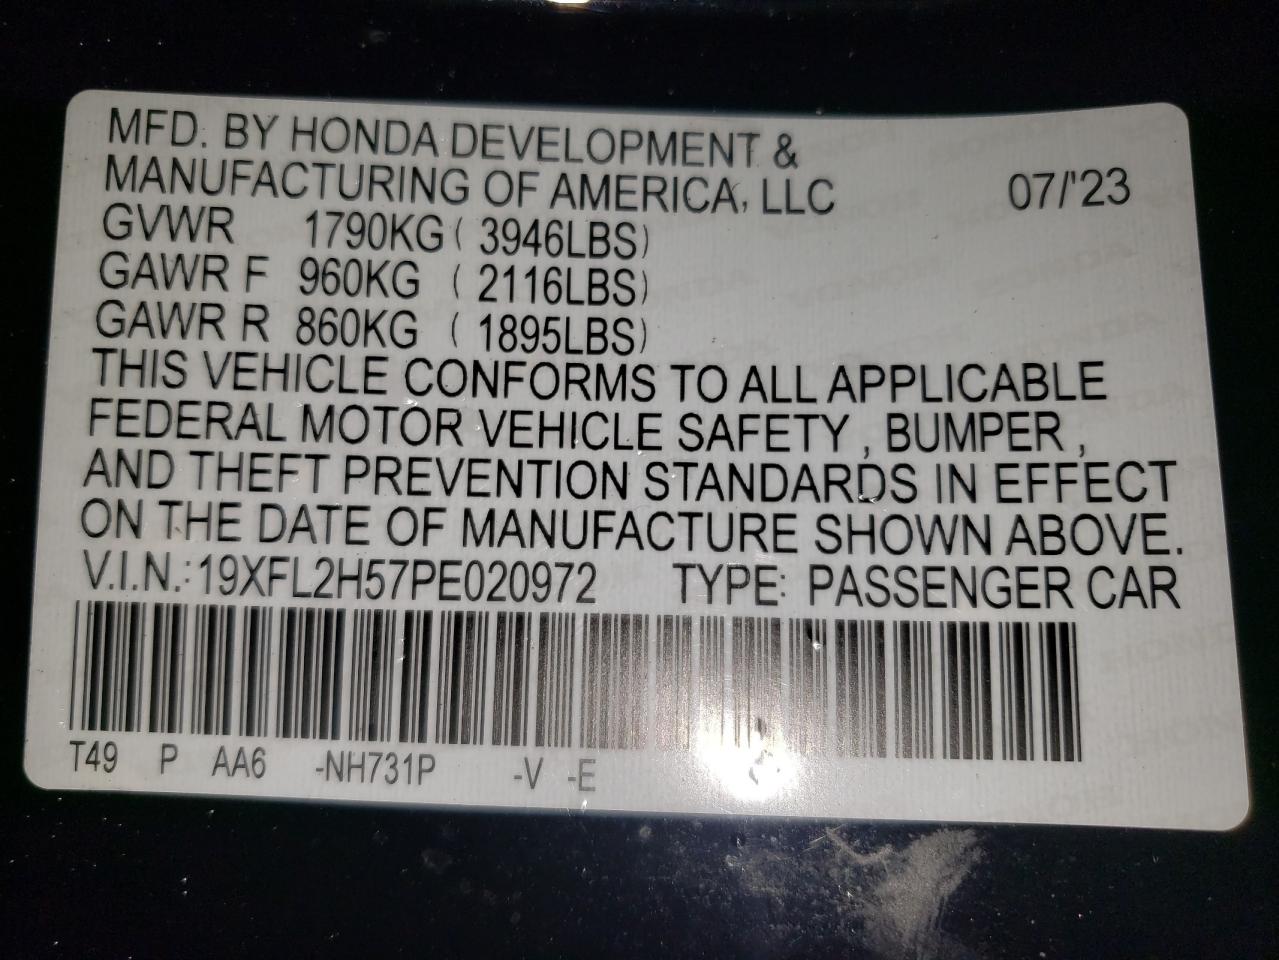 MFD. BY HONDA DEVELOPMENT &
MANUFACTURING OF AMERICA, LLC 07/'23
GVWR 1790KG ( 3946LBS)
GAWR F 960KG ( 2116LBS)
GAWR R 860KG ( 1895LBS)
THIS VEHICLE CONFORMS TO ALL APPLICABLE
FEDERAL MOTOR VEHICLE SAFETY , BUMPER ,
AND THEFT PREVENTION STANDARDS IN EFFECT
ON THE DATE OF MANUFACTURE SHOWN ABOVE.
V.I.N.: 19XFL2H57PE020972 TYPE: PASSENGER CAR
T49 P AA6 -NH731P -V -E